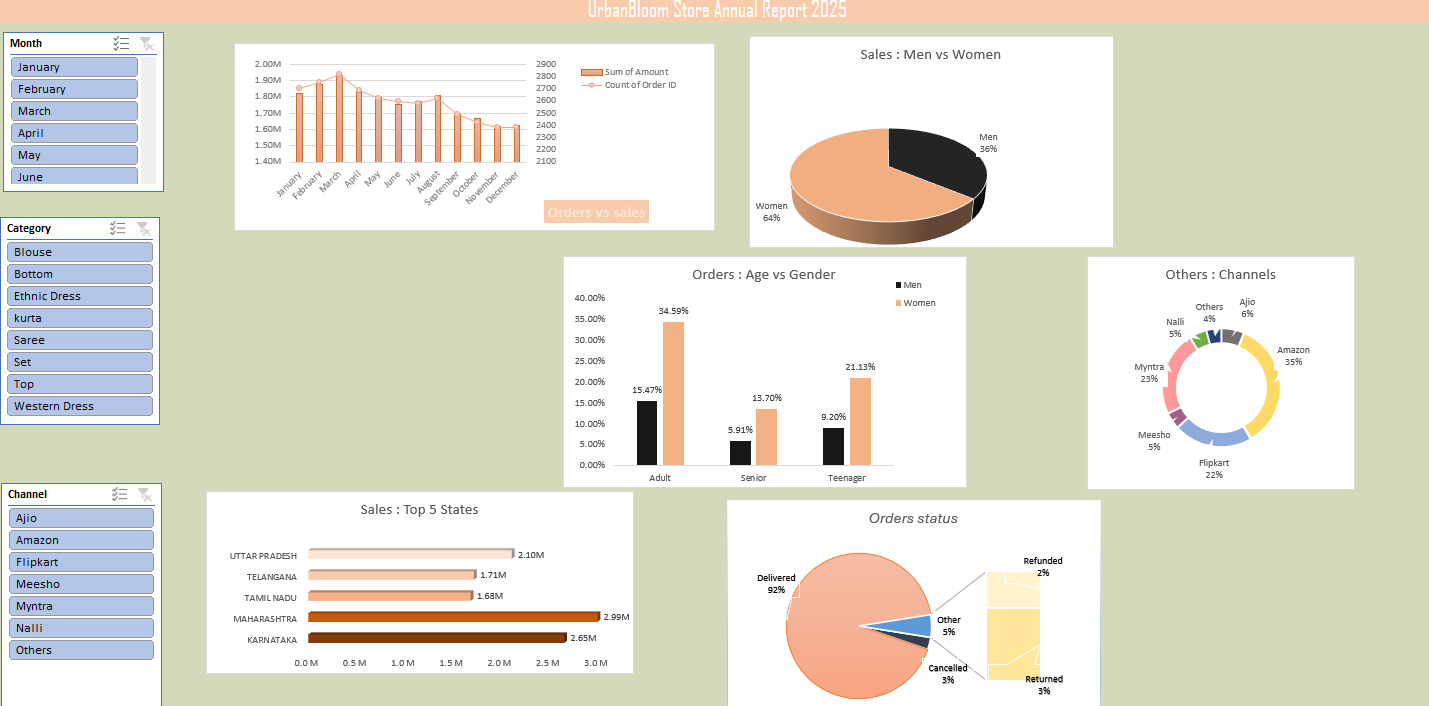 UrbanBloom Store Annual Report 2025
Month
January
February
March
April
May
June
Category
Blouse
Bottom
Ethnic Dress
kurta
Saree
Set
Top
Western Dress
Channel
Ajio
Amazon
Flipkart
Meesho
Myntra
Nalli
Others
2.00M
1.90M
1.80M
1.70M
1.60M
1.50M
1.40M
2900
2800
2700
2600
2500
2400
2300
2200
2100
January
February
March
April
May
June
July
August
September
October
November
December
Sum of Amount
Count of Order ID
Orders vs sales
Sales : Men vs Women
Men
36%
Women
64%
Orders : Age vs Gender
Men
Women
40.00%
35.00%
30.00%
25.00%
20.00%
15.00%
10.00%
5.00%
0.00%
15.47%
34.59%
5.91%
13.70%
9.20%
21.13%
Adult
Senior
Teenager
Others : Channels
Ajio
6%
Amazon
35%
Flipkart
22%
Meesho
5%
Myntra
23%
Nalli
5%
Others
4%
Sales : Top 5 States
UTTAR PRADESH
2.10M
TELANGANA
1.71M
TAMIL NADU
1.68M
MAHARASHTRA
2.99M
KARNATAKA
2.65M
0.0 M
0.5 M
1.0 M
1.5 M
2.0 M
2.5 M
3.0 M
Orders status
Delivered
92%
Other
5%
Cancelled
3%
Refunded
2%
Returned
3%